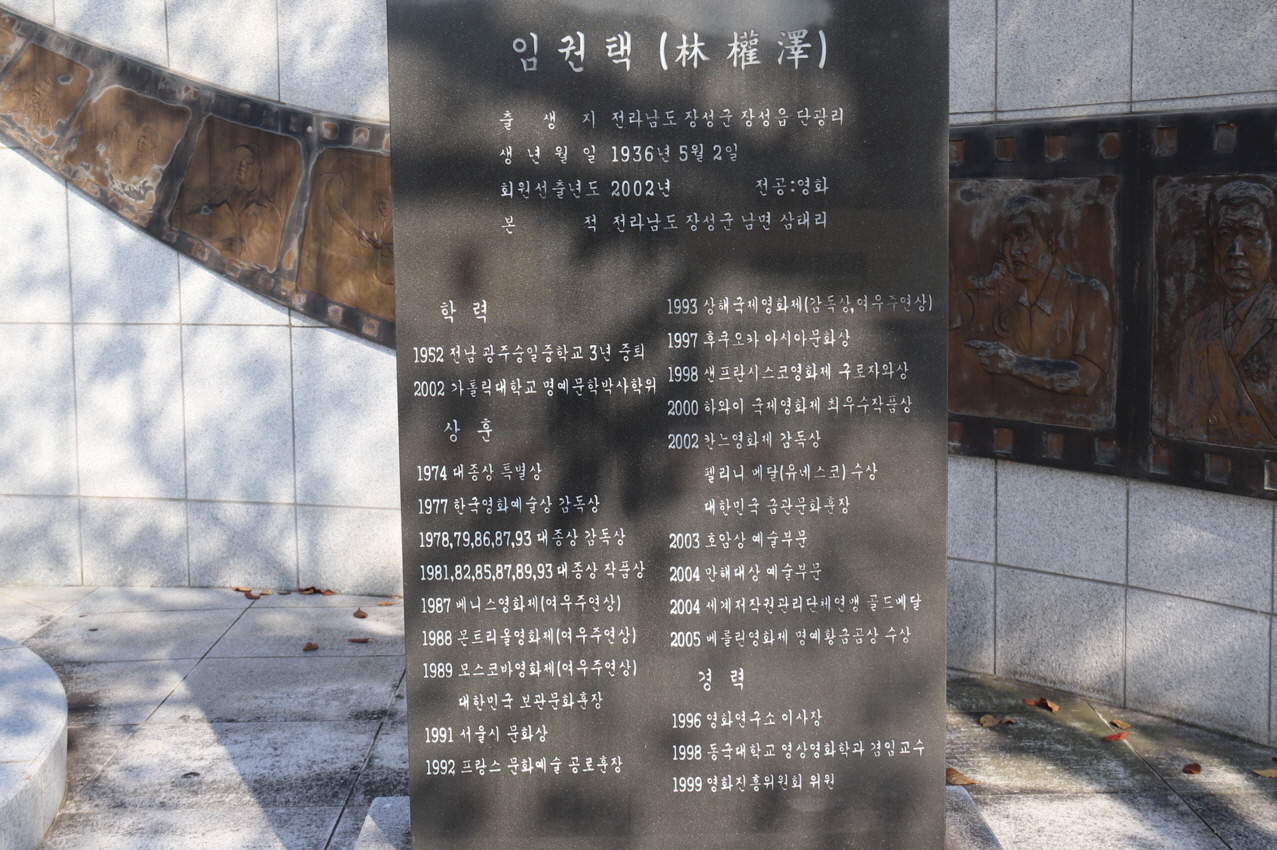 임권택 (林權澤)
출 생 지 전라남도 장성군 장성읍 단광리
생 년 월 일 1936년 5월 2일
회원선출년도 2002년 전공:영화
본 적 전라남도 장성군 남면 삼태리
학 력
1952 전남 광주숭일중학교 3년 중퇴
2002 가톨릭대학교 명예문학박사학위
상 훈
1974 대종상 특별상
1977 한국영화예술상 감독상
1978,79,86,87,93 대종상 감독상
1981,82,85,87,89,93 대종상 작품상
1987 베니스영화제(여우주연상)
1988 몬트리올영화제(여우주연상)
1989 모스코바영화제(여우주연상)
대한민국 보관문화훈장
1991 서울시 문화상
1992 프랑스 문화예술 공로훈장
1993 상해국제영화제(감독상,여우주연상)
1997 후쿠오카 아시아문화상
1998 샌프란시스코영화제 구로자와상
2000 하와이 국제영화제 최우수작품상
2002 칸느영화제 감독상
펠리니 메달(유네스코) 수상
대한민국 금관문화훈장
2003 호암상 예술부문
2004 만해대상 예술부문
2004 세계저작권관리단체연맹 골드메달
2005 베를린영화제 명예황금곰상 수상
경 력
1996 영화연구소 이사장
1998 동국대학교 영상영화학과 겸임교수
1999 영화진흥위원회 위원